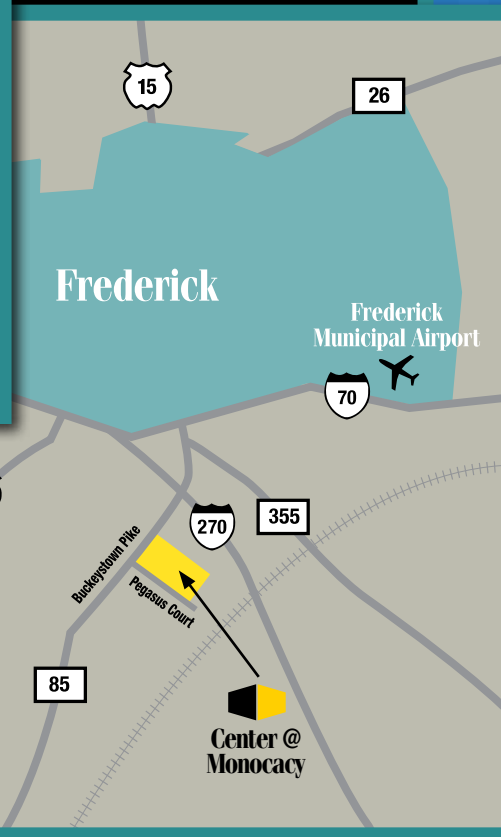 15
26
Frederick
Frederick
Municipal Airport
70
270
355
Buckeystown Pike
Pegasus Court
85
Center @
Monocacy